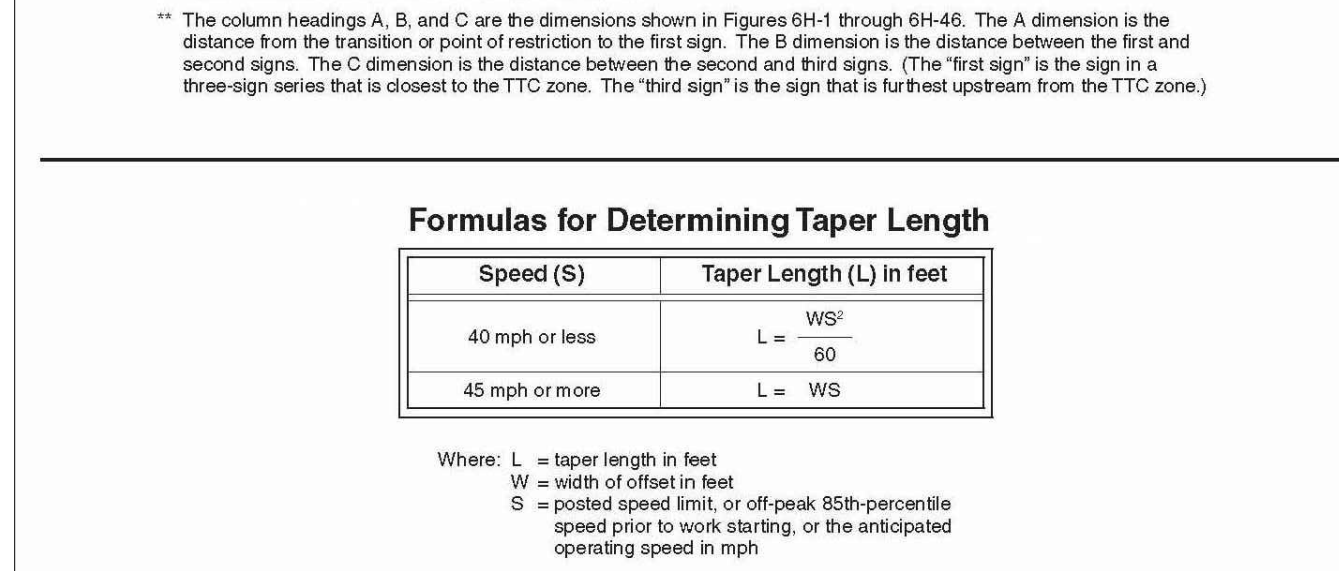 ** The column headings A, B, and C are the dimensions shown in Figures 6H-1 through 6H-46. The A dimension is the
distance from the transition or point of restriction to the first sign. The B dimension is the distance between the first and
second signs. The C dimension is the distance between the second and third signs. (The “first sign” is the sign in a
three-sign series that is closest to the TTC zone. The “third sign” is the sign that is furthest upstream from the TTC zone.)
Formulas for Determining Taper Length
Speed (S) Taper Length (L) in feet
40 mph or less L = WS²
60
45 mph or more L = WS
Where: L = taper length in feet
W = width of offset in feet
S = posted speed limit, or off-peak 85th-percentile
speed prior to work starting, or the anticipated
operating speed in mph